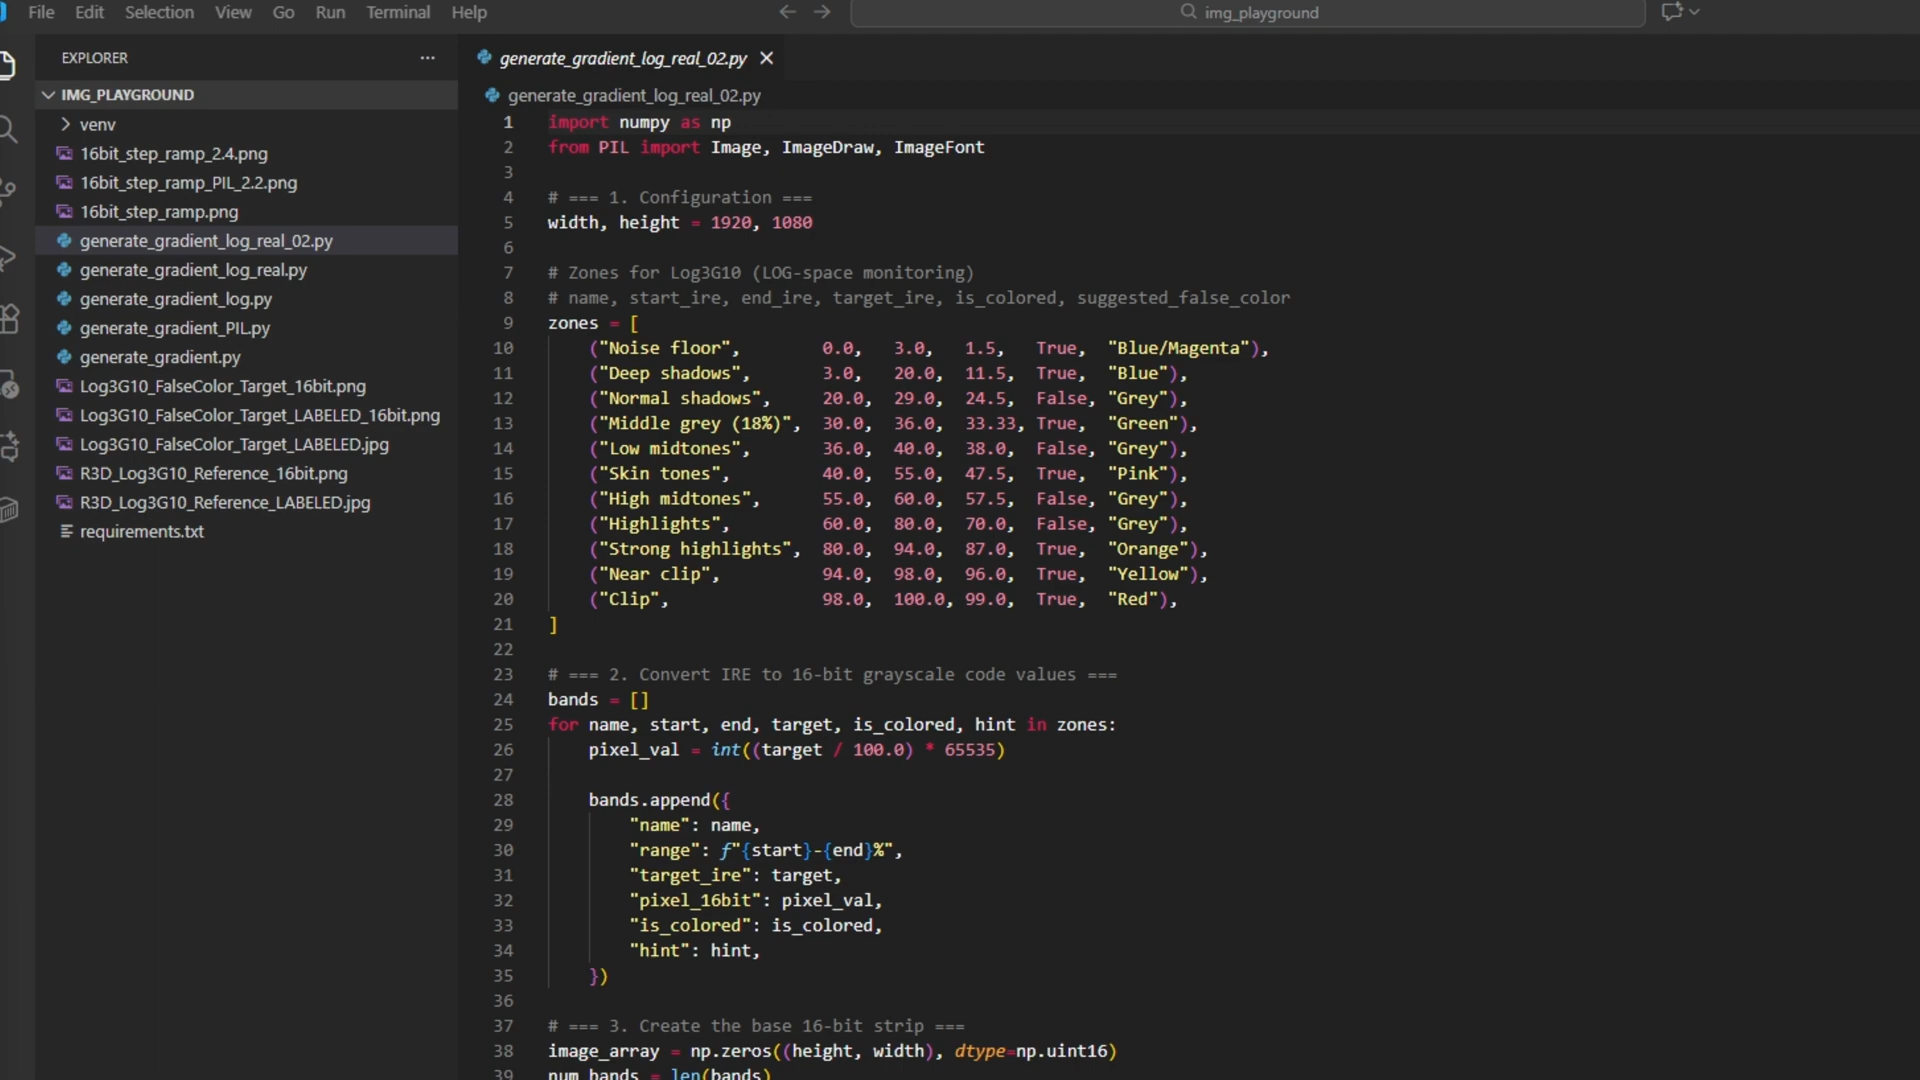 File Edit Selection View Go Run Terminal Help
img_playground
EXPLORER
IMG_PLAYGROUND
venv
16bit_step_ramp_2.4.png
16bit_step_ramp_PIL_2.2.png
16bit_step_ramp.png
generate_gradient_log_real_02.py
generate_gradient_log_real.py
generate_gradient_log.py
generate_gradient_PIL.py
generate_gradient.py
Log3G10_FalseColor_Target_16bit.png
Log3G10_FalseColor_Target_LABELED_16bit.png
Log3G10_FalseColor_Target_LABELED.jpg
R3D_Log3G10_Reference_16bit.png
R3D_Log3G10_Reference_LABELED.jpg
requirements.txt
generate_gradient_log_real_02.py
generate_gradient_log_real_02.py
1 import numpy as np
2 from PIL import Image, ImageDraw, ImageFont
3
4 # === 1. Configuration ===
5 width, height = 1920, 1080
6
7 # Zones for Log3G10 (LOG-space monitoring)
8 # name, start_ire, end_ire, target_ire, is_colored, suggested_false_color
9 zones = [
10 ("Noise floor", 0.0, 3.0, 1.5, True, "Blue/Magenta"),
11 ("Deep shadows", 3.0, 20.0, 11.5, True, "Blue"),
12 ("Normal shadows", 20.0, 29.0, 24.5, False, "Grey"),
13 ("Middle grey (18%)", 30.0, 36.0, 33.33, True, "Green"),
14 ("Low midtones", 36.0, 40.0, 38.0, False, "Grey"),
15 ("Skin tones", 40.0, 55.0, 47.5, True, "Pink"),
16 ("High midtones", 55.0, 60.0, 57.5, False, "Grey"),
17 ("Highlights", 60.0, 80.0, 70.0, False, "Grey"),
18 ("Strong highlights", 80.0, 94.0, 87.0, True, "Orange"),
19 ("Near clip", 94.0, 98.0, 96.0, True, "Yellow"),
20 ("Clip", 98.0, 100.0, 99.0, True, "Red"),
21 ]
22
23 # === 2. Convert IRE to 16-bit grayscale code values ===
24 bands = []
25 for name, start, end, target, is_colored, hint in zones:
26 pixel_val = int((target / 100.0) * 65535)
27
28 bands.append({
29 "name": name,
30 "range": f"{start}-{end}%",
31 "target_ire": target,
32 "pixel_16bit": pixel_val,
33 "is_colored": is_colored,
34 "hint": hint,
35 })
36
37 # === 3. Create the base 16-bit strip ===
38 image_array = np.zeros((height, width), dtype=np.uint16)
39 num_bands = len(bands)